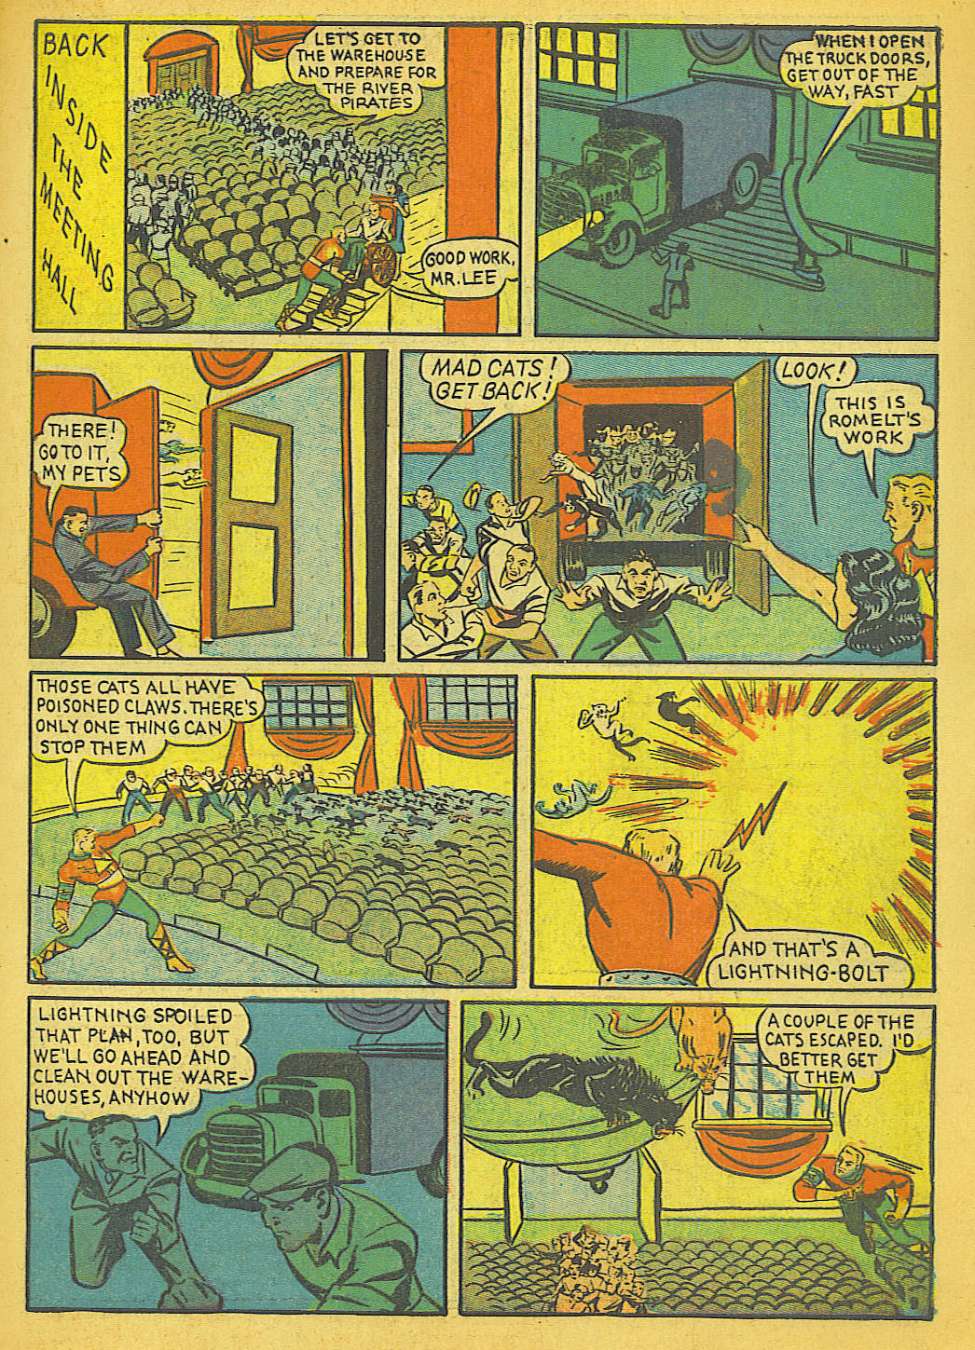 BACK
INSIDE
THE
MEETING
HALL
LET'S GET TO
THE WAREHOUSE
AND PREPARE FOR
THE RIVER
PIRATES
GOOD WORK,
MR. LEE
WHEN I OPEN
THE TRUCK DOORS,
GET OUT OF THE
WAY, FAST
THERE!
GO TO IT,
MY PETS
MAD CATS!
GET BACK!
LOOK!
THIS IS
ROMELT'S
WORK
THOSE CATS ALL HAVE
POISONED CLAWS. THERE'S
ONLY ONE THING CAN
STOP THEM
AND THAT'S A
LIGHTNING-BOLT
LIGHTNING SPOILED
THAT PLAN, TOO, BUT
WE'LL GO AHEAD AND
CLEAN OUT THE WARE-
HOUSES, ANYHOW
A COUPLE OF THE
CATS ESCAPED. I'D
BETTER GET
THEM